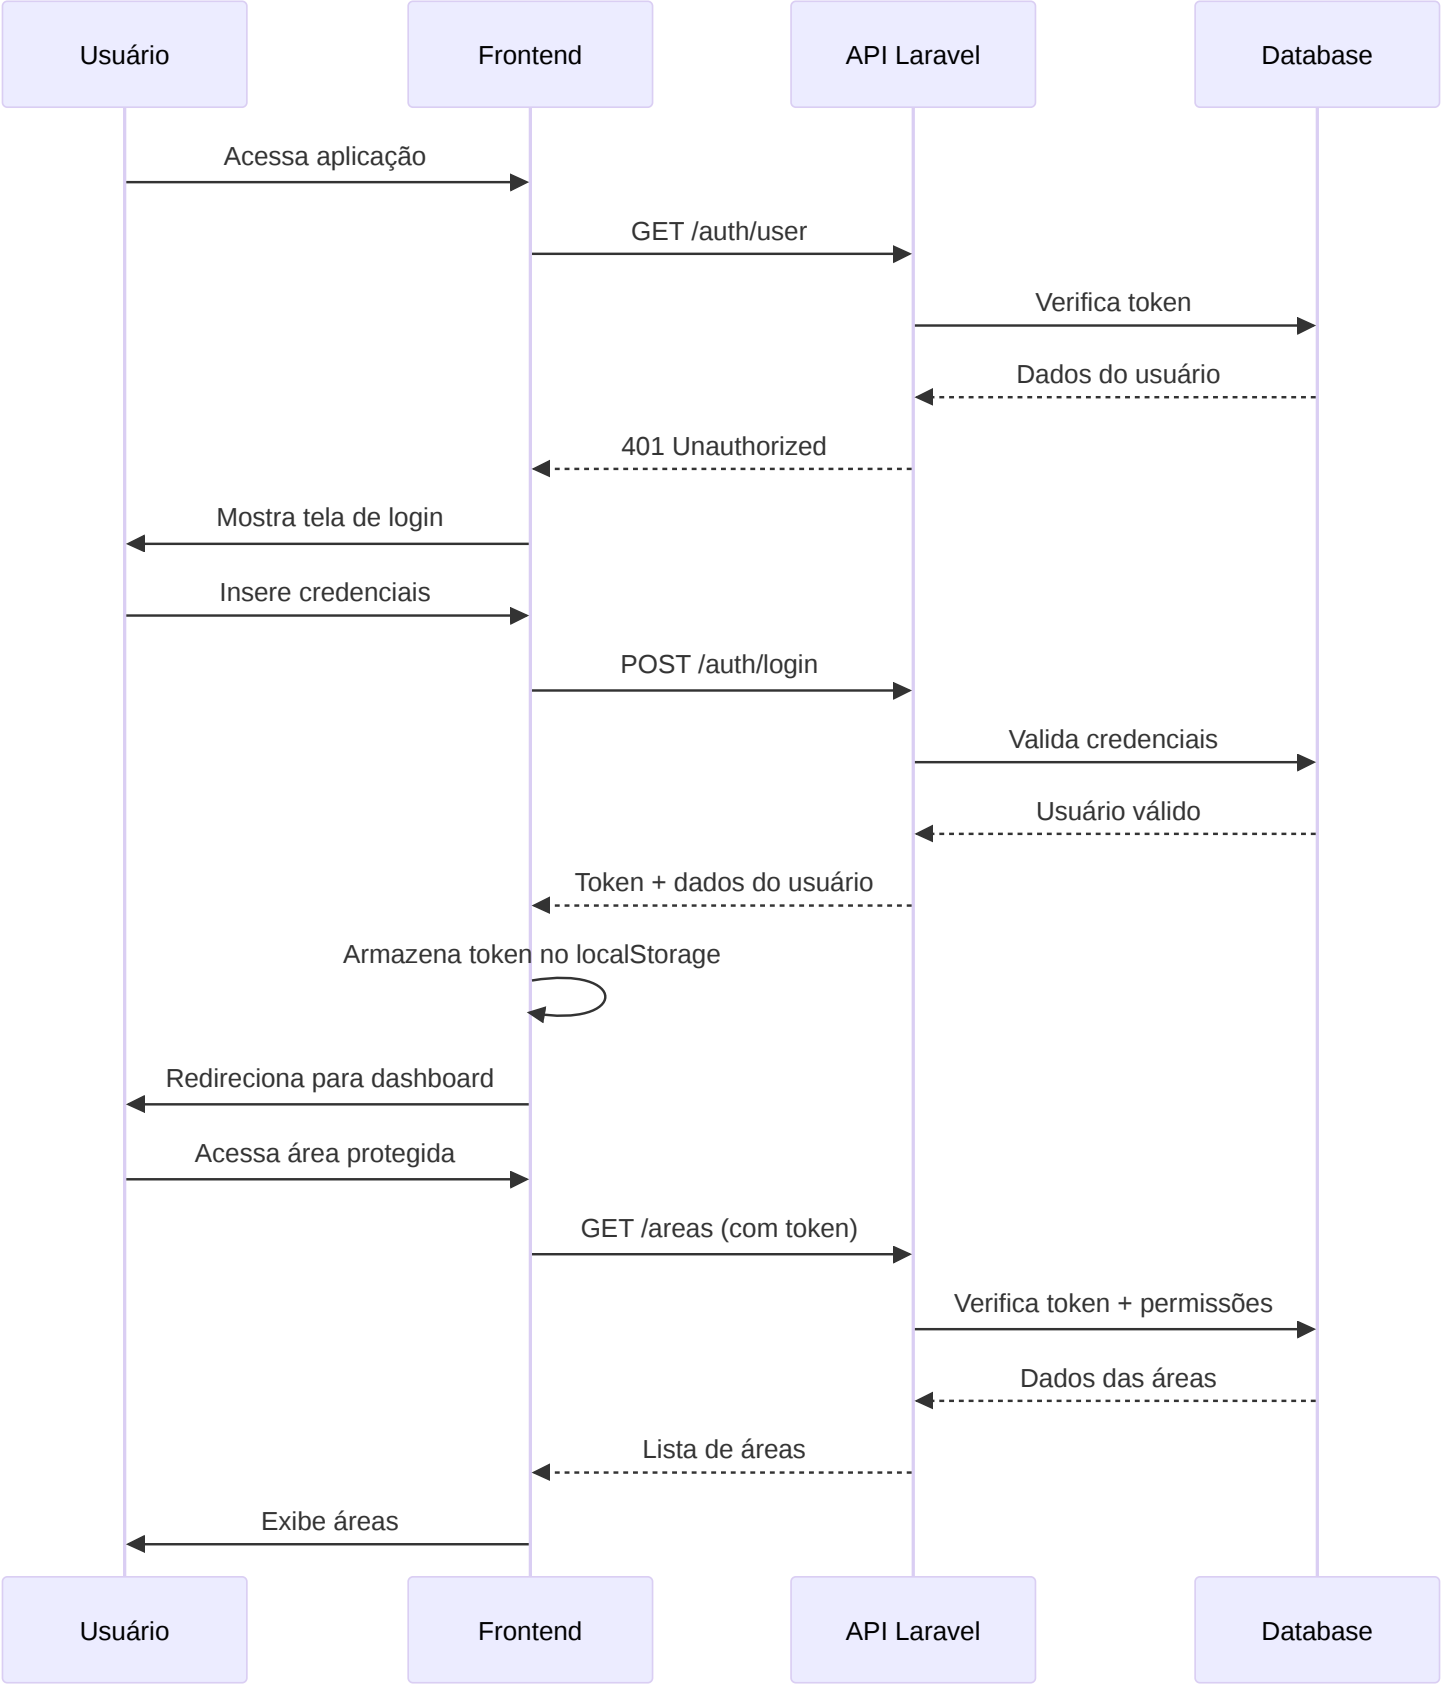 Usuário
Frontend
API Laravel
Database
Acessa aplicação
GET /auth/user
Verifica token
Dados do usuário
401 Unauthorized
Mostra tela de login
Insere credenciais
POST /auth/login
Valida credenciais
Usuário válido
Token + dados do usuário
Armazena token no localStorage
Redireciona para dashboard
Acessa área protegida
GET /areas (com token)
Verifica token + permissões
Dados das áreas
Lista de áreas
Exibe áreas
Usuário
Frontend
API Laravel
Database